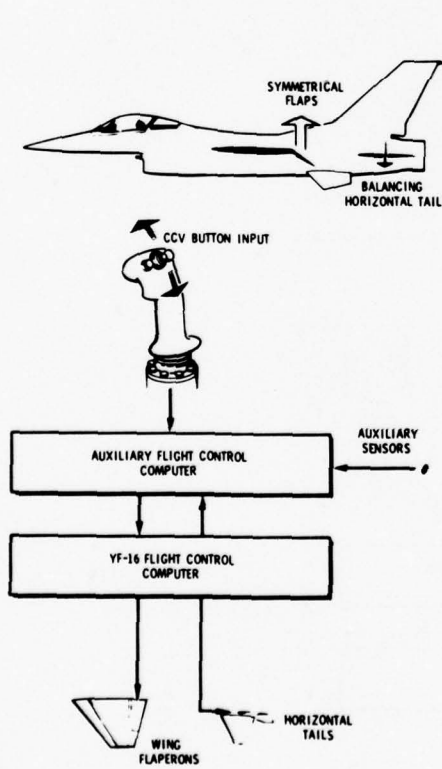 SYMMETRICAL
FLAPS
BALANCING
HORIZONTAL TAIL
CCV BUTTON INPUT
AUXILIARY
SENSORS
AUXILIARY FLIGHT CONTROL
COMPUTER
YF-16 FLIGHT CONTROL
COMPUTER
HORIZONTAL
TAILS
WING
FLAPERONS